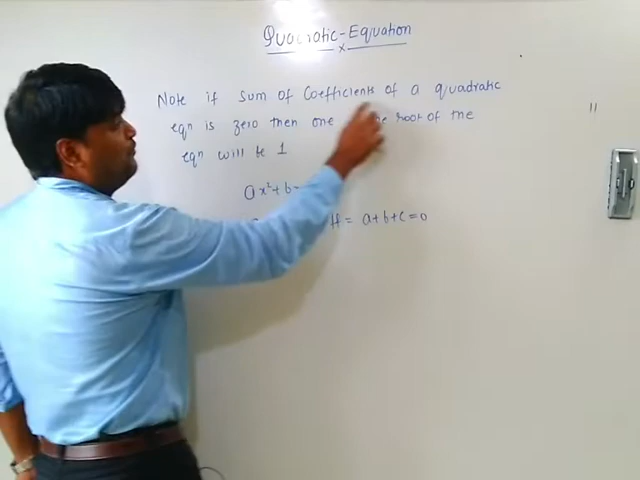 Quadratic-Equation
x
Note if sum of Coefficients of a quadratic
eqn is zero then one root of the
eqn will be 1
ax²+b
= a+b+c=0